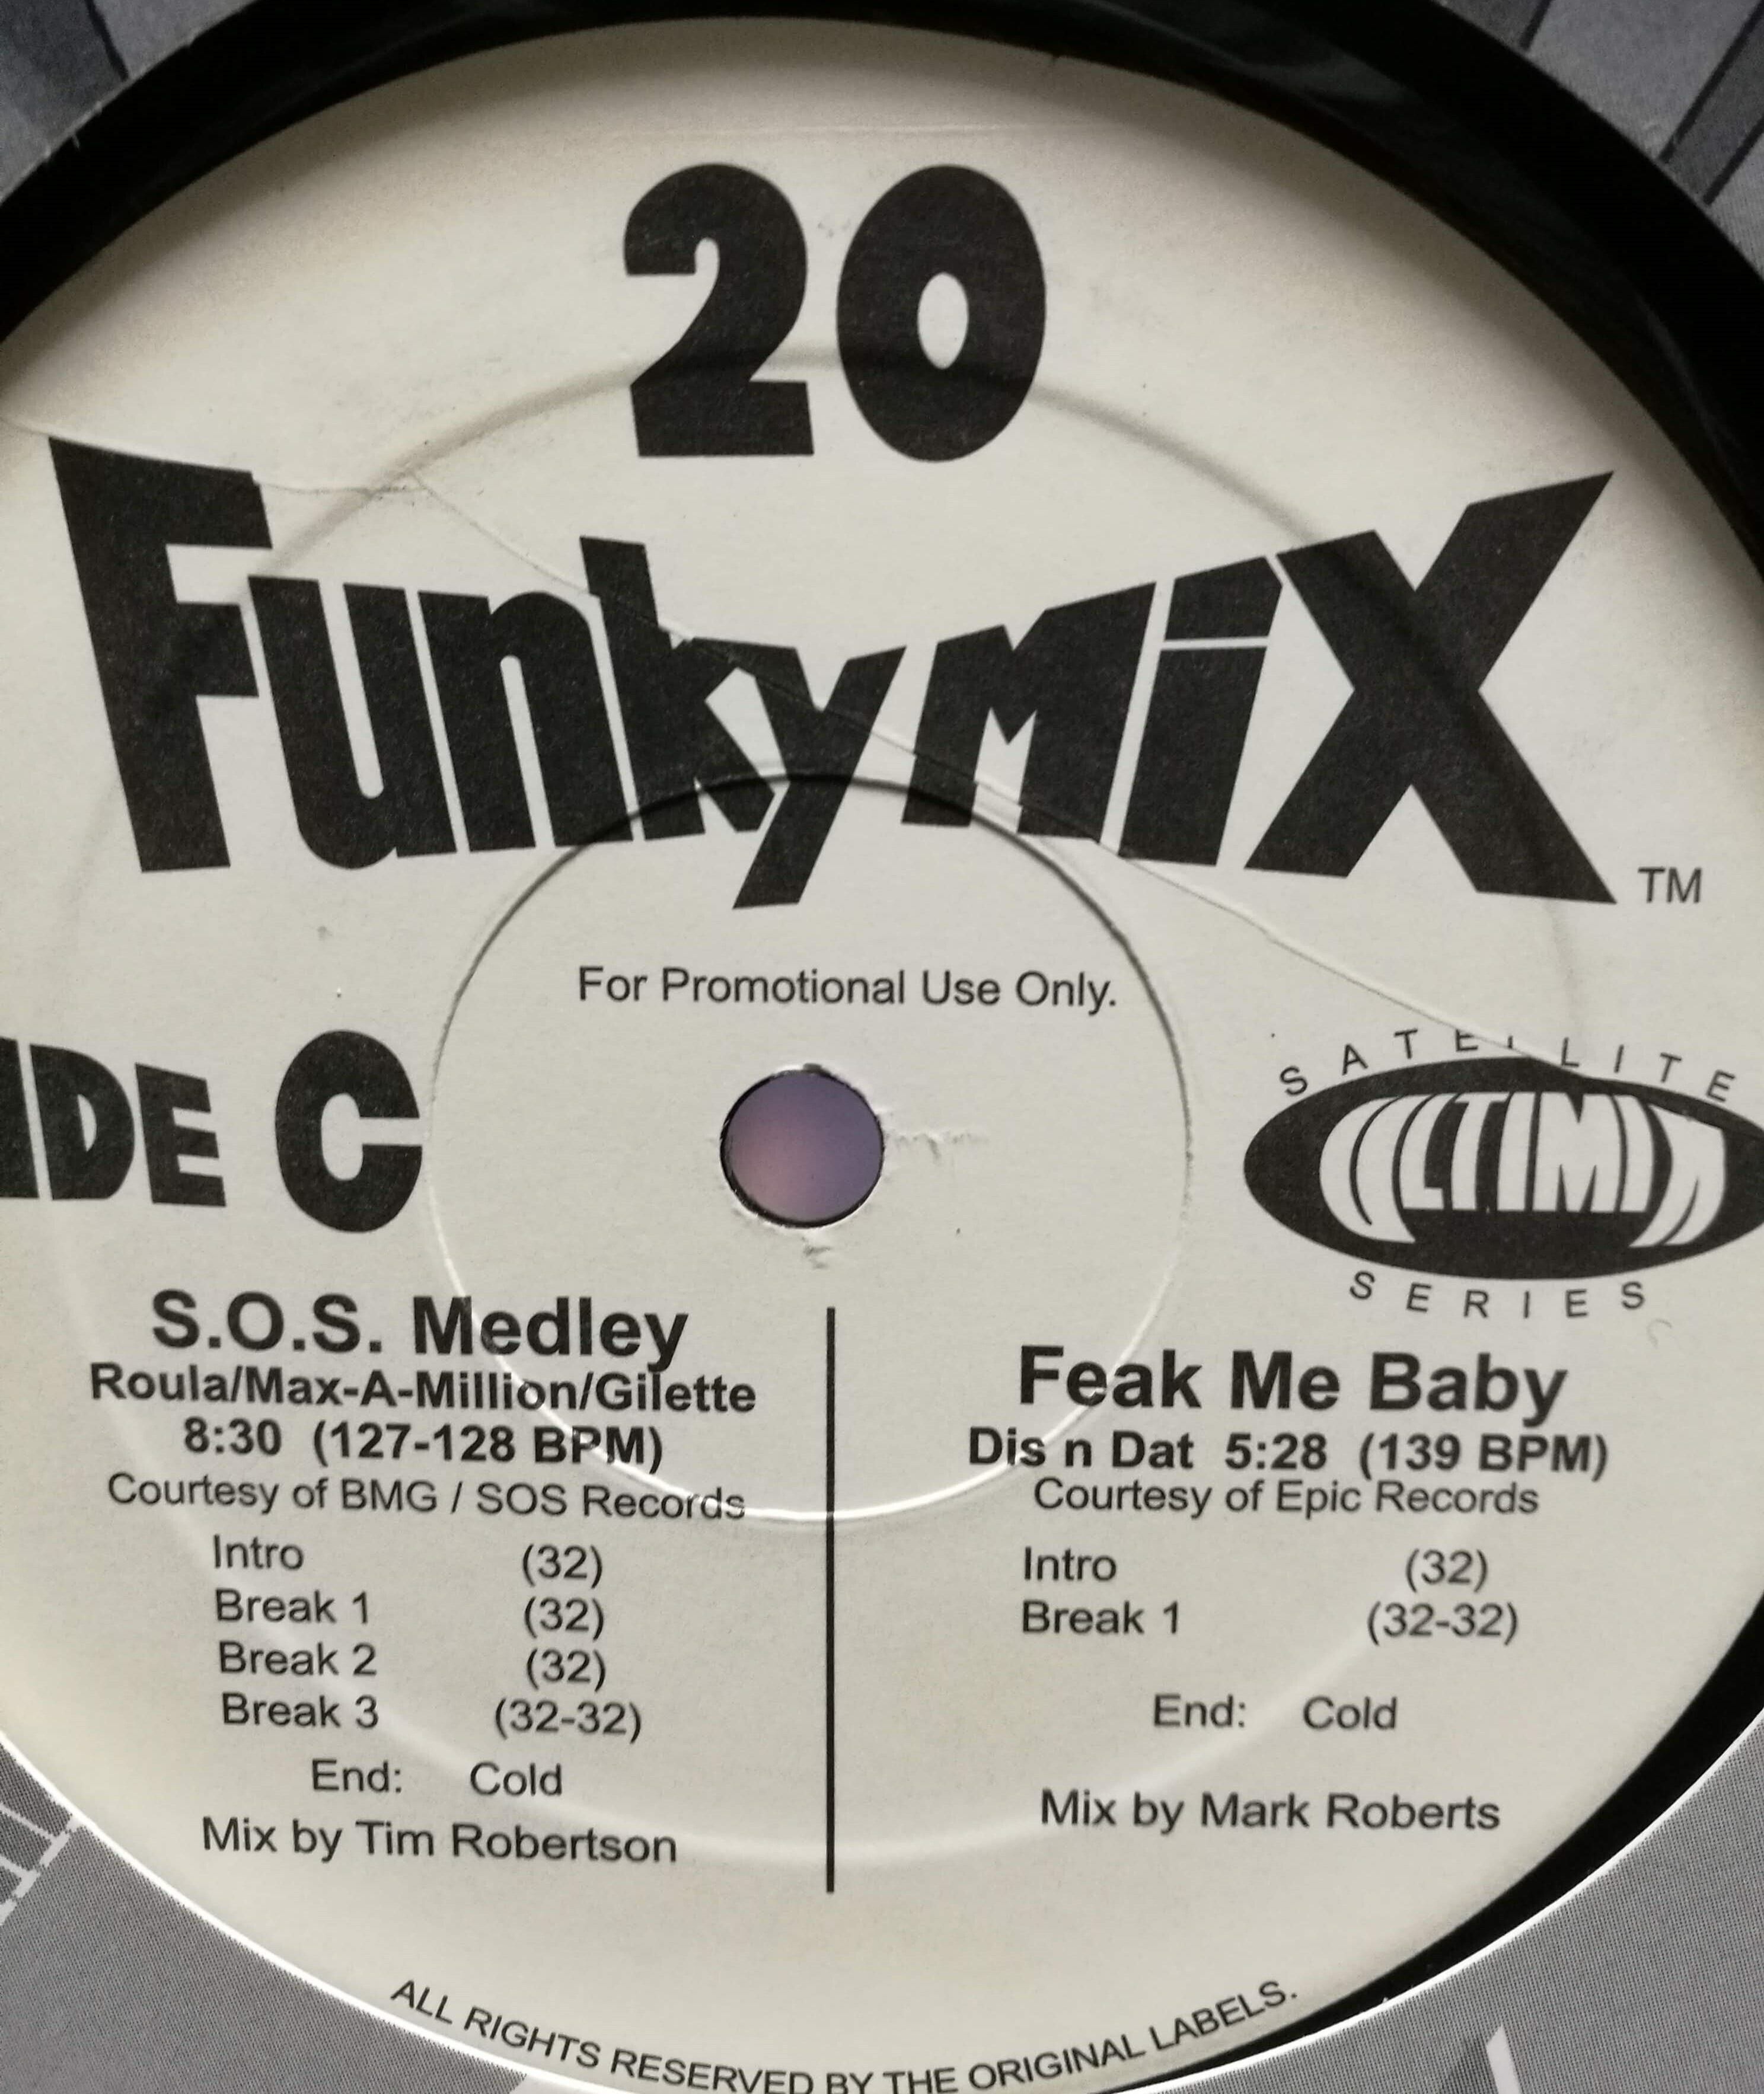 20
Funkymix TM
For Promotional Use Only.
IDE C
SATELLITE
ULTIMIX
SERIES
S.O.S. Medley
Roula/Max-A-Million/Gilette
8:30 (127-128 BPM)
Courtesy of BMG / SOS Records
Intro (32)
Break 1 (32)
Break 2 (32)
Break 3 (32-32)
End: Cold
Mix by Tim Robertson
Feak Me Baby
Dis n Dat 5:28 (139 BPM)
Courtesy of Epic Records
Intro (32)
Break 1 (32-32)
End: Cold
Mix by Mark Roberts
ALL RIGHTS RESERVED BY THE ORIGINAL LABELS.